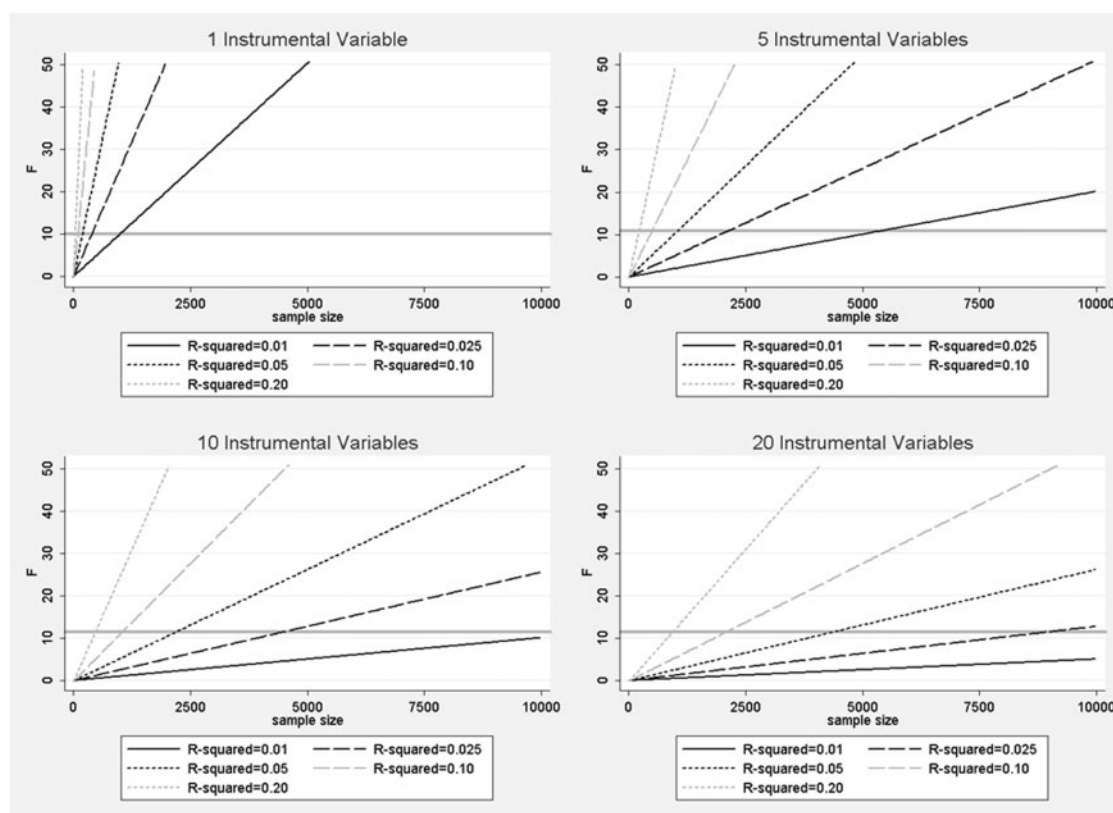 1 Instrumental Variable
50
40
30
20
10
0
F
0 2500 5000 7500 10000
sample size
R-squared=0.01 R-squared=0.025
R-squared=0.05 R-squared=0.10
R-squared=0.20
5 Instrumental Variables
50
40
30
20
10
0
F
0 2500 5000 7500 10000
sample size
R-squared=0.01 R-squared=0.025
R-squared=0.05 R-squared=0.10
R-squared=0.20
10 Instrumental Variables
50
40
30
20
10
0
F
0 2500 5000 7500 10000
sample size
R-squared=0.01 R-squared=0.025
R-squared=0.05 R-squared=0.10
R-squared=0.20
20 Instrumental Variables
50
40
30
20
10
0
F
0 2500 5000 7500 10000
sample size
R-squared=0.01 R-squared=0.025
R-squared=0.05 R-squared=0.10
R-squared=0.20